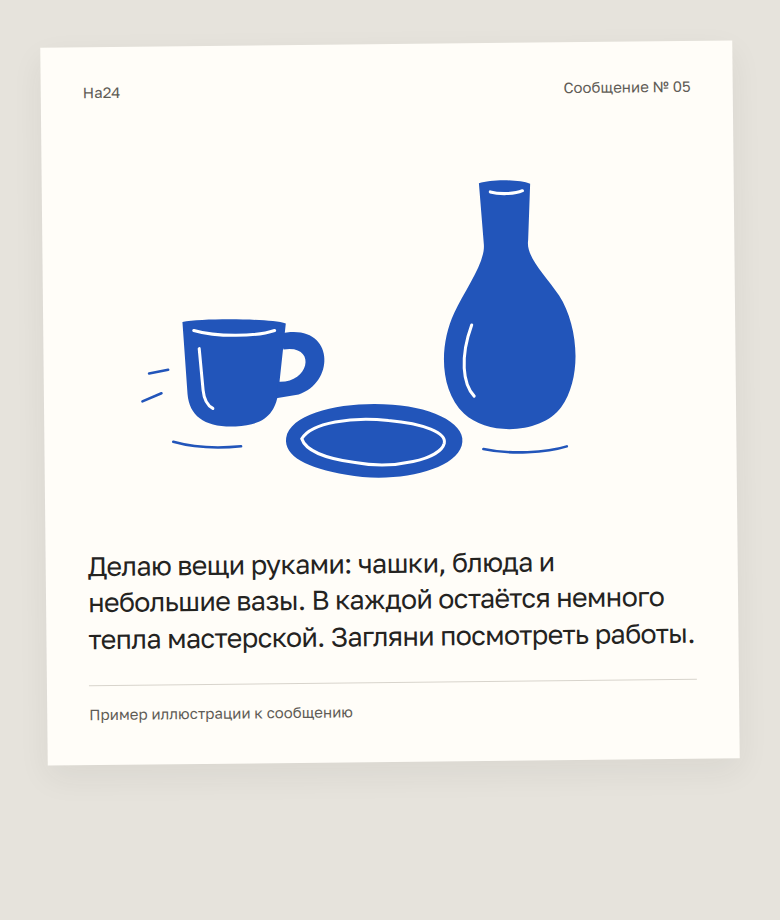 На24
Сообщение № 05
Делаю вещи руками: чашки, блюда и
небольшие вазы. В каждой остаётся немного
тепла мастерской. Загляни посмотреть работы.
Пример иллюстрации к сообщению